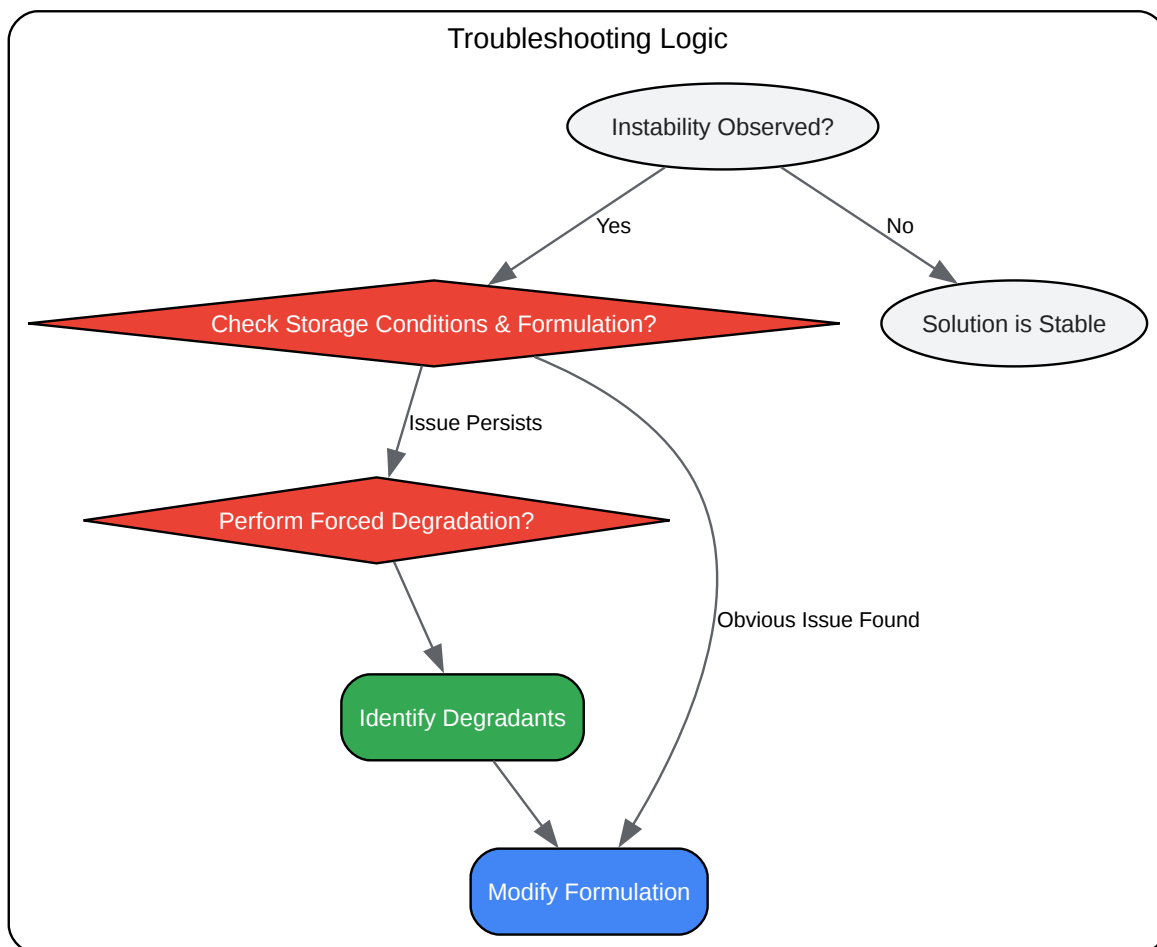 Troubleshooting Logic
Instability Observed?
Yes
No
Check Storage Conditions & Formulation?
Solution is Stable
Issue Persists
Perform Forced Degradation?
Obvious Issue Found
Identify Degradants
Modify Formulation